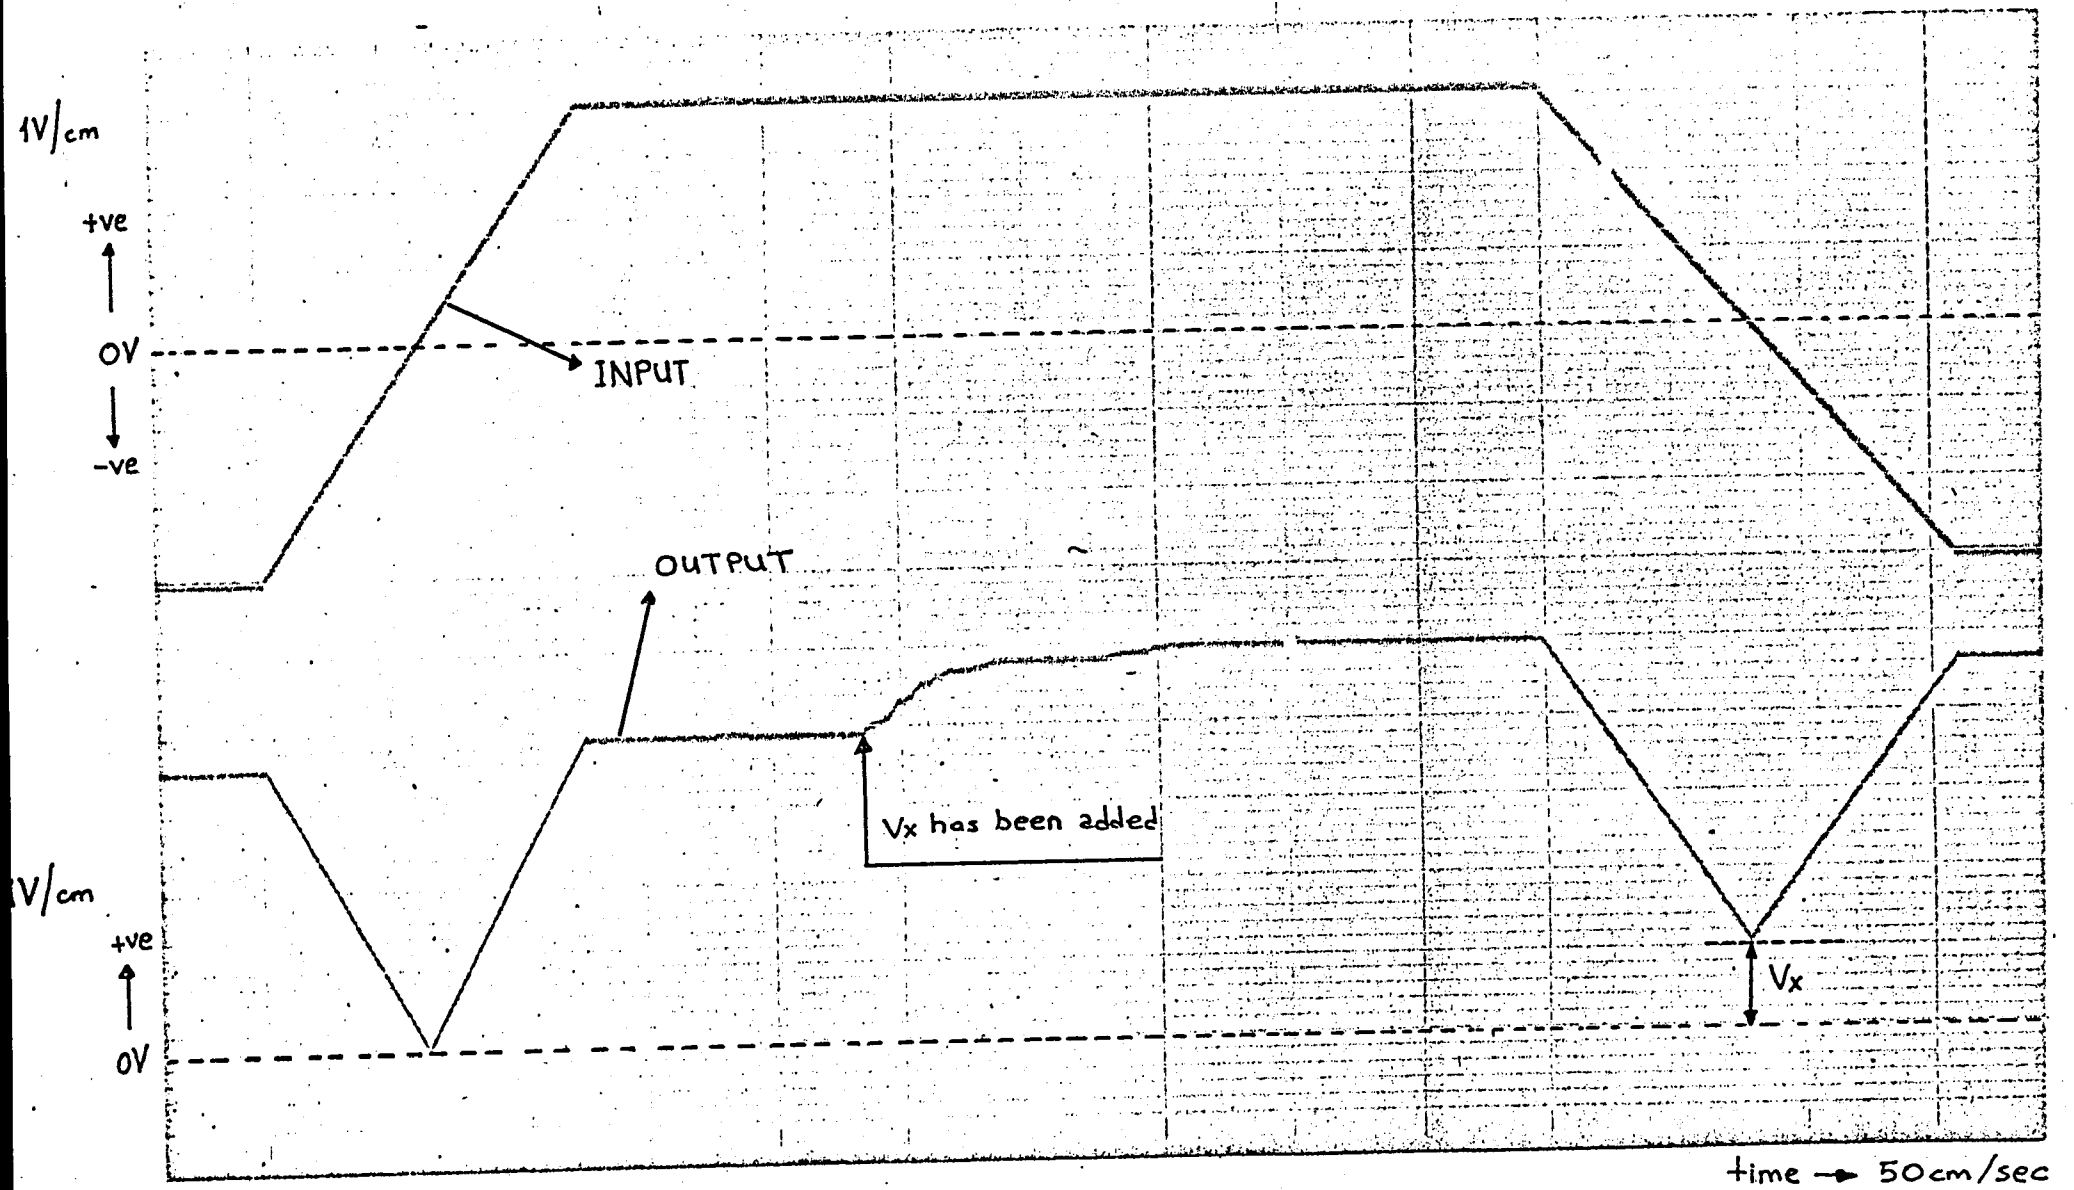 1V/cm
+ve
0V
-ve
INPUT
OUTPUT
Vx has been added
V/cm
+ve
0V
Vx
time → 50cm/sec